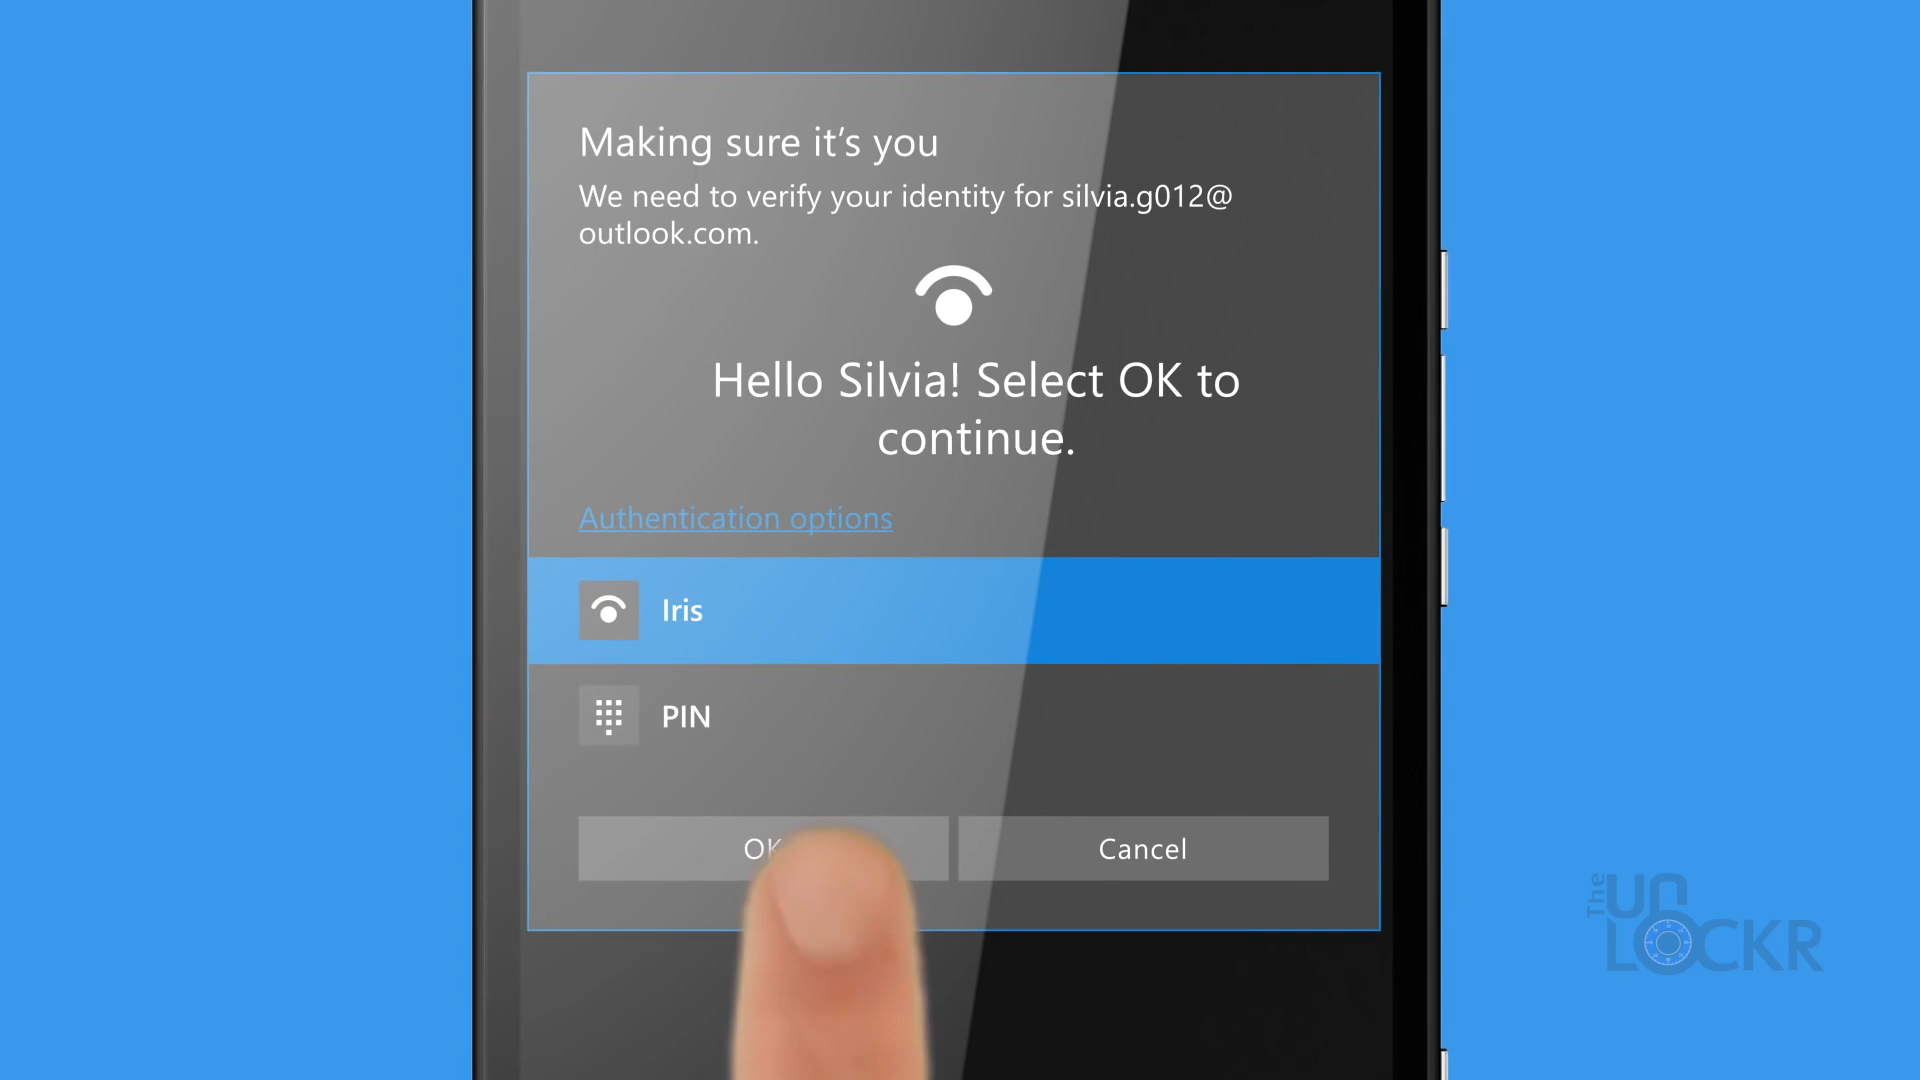 Making sure it's you
We need to verify your identity for silvia.g012@
outlook.com.
Hello Silvia! Select OK to
continue.
Authentication options
Iris
PIN
OK
Cancel
The
UN
LOCKR